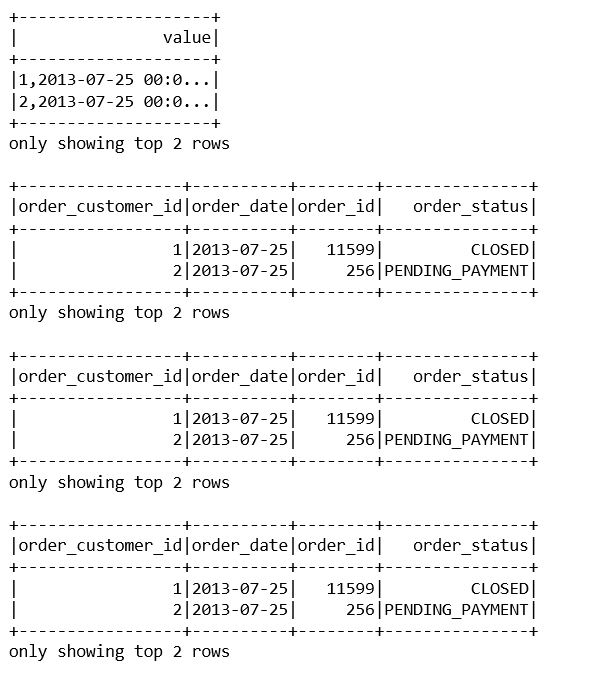 +--------------------+
|               value|
+--------------------+
|1,2013-07-25 00:0...|
|2,2013-07-25 00:0...|
+--------------------+
only showing top 2 rows

+-----------------+----------+--------+---------------+
|order_customer_id|order_date|order_id|   order_status|
+-----------------+----------+--------+---------------+
|                1|2013-07-25|   11599|         CLOSED|
|                2|2013-07-25|     256|PENDING_PAYMENT|
+-----------------+----------+--------+---------------+
only showing top 2 rows

+-----------------+----------+--------+---------------+
|order_customer_id|order_date|order_id|   order_status|
+-----------------+----------+--------+---------------+
|                1|2013-07-25|   11599|         CLOSED|
|                2|2013-07-25|     256|PENDING_PAYMENT|
+-----------------+----------+--------+---------------+
only showing top 2 rows

+-----------------+----------+--------+---------------+
|order_customer_id|order_date|order_id|   order_status|
+-----------------+----------+--------+---------------+
|                1|2013-07-25|   11599|         CLOSED|
|                2|2013-07-25|     256|PENDING_PAYMENT|
+-----------------+----------+--------+---------------+
only showing top 2 rows